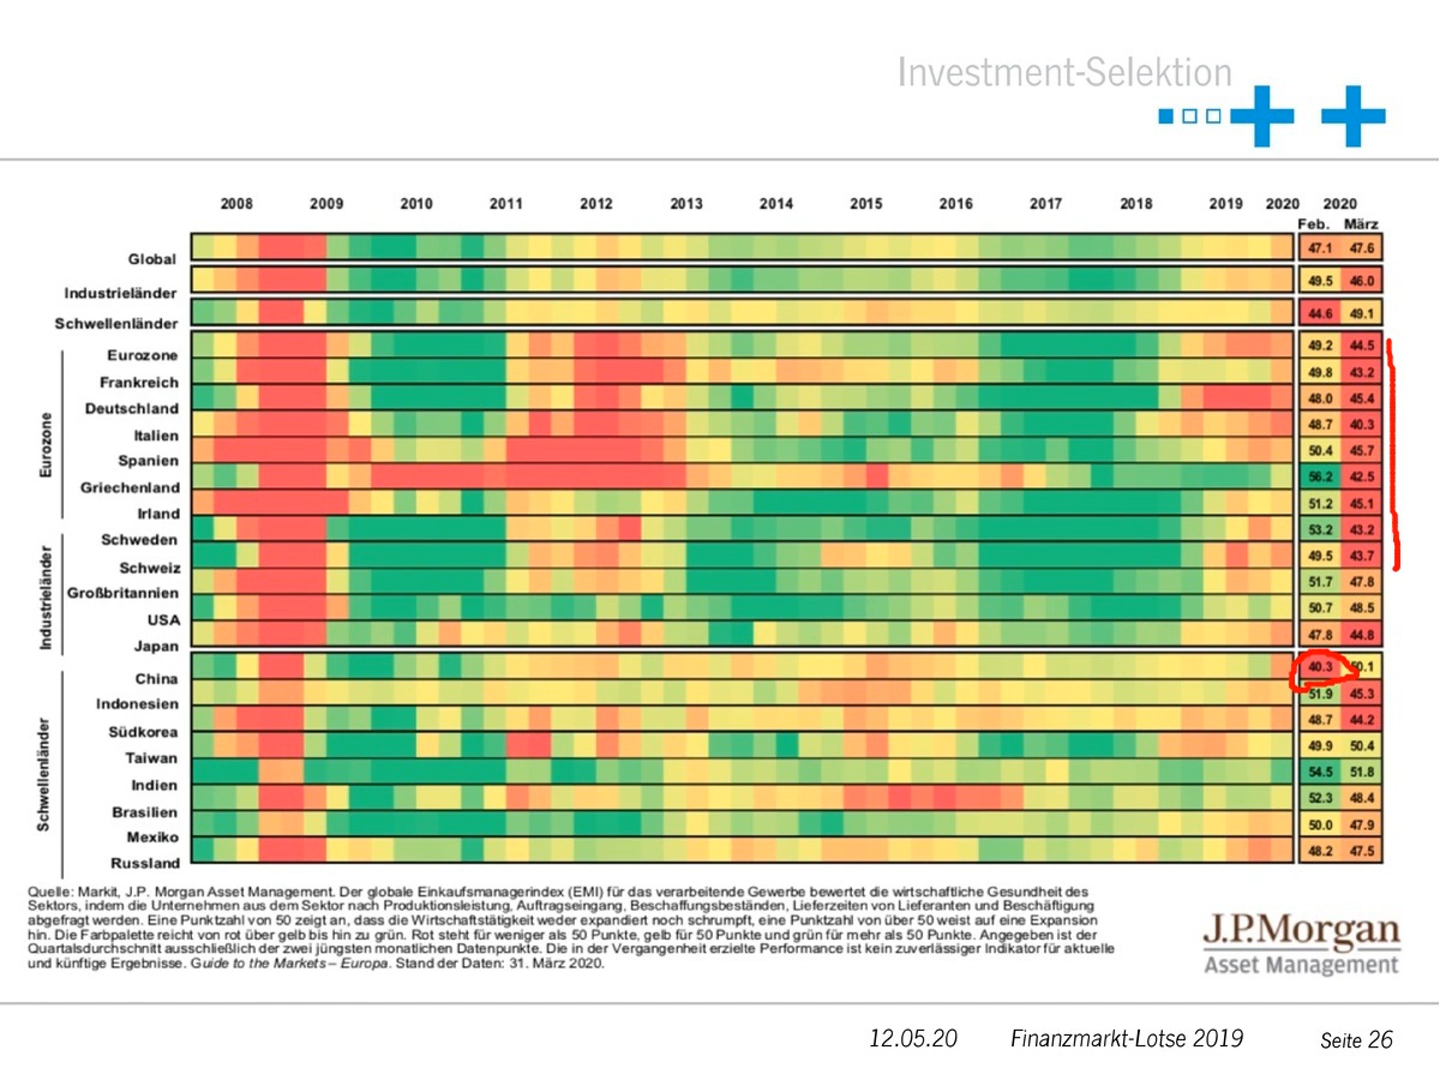 Investment-Selektion
2008 2009 2010 2011 2012 2013 2014 2015 2016 2017 2018 2019 2020 2020
Feb. März
Global 47.1 47.6
Industrieländer 49.5 46.0
Schwellenländer 44.6 49.1
Eurozone
Eurozone 49.2 44.5
Frankreich 49.8 43.2
Deutschland 48.0 45.4
Italien 48.7 40.3
Spanien 50.4 45.7
Griechenland 56.2 42.5
Irland 51.2 45.1
Industrieländer
Schweden 53.2 43.2
Schweiz 49.5 43.7
Großbritannien 51.7 47.8
USA 50.7 48.5
Japan 47.8 44.8
Schwellenländer
China 40.3 50.1
Indonesien 51.9 45.3
Südkorea 48.7 44.2
Taiwan 49.9 50.4
Indien 54.5 51.8
Brasilien 52.3 48.4
Mexiko 50.0 47.9
Russland 48.2 47.5
Quelle: Markit, J.P. Morgan Asset Management. Der globale Einkaufsmanagerindex (EMI) für das verarbeitende Gewerbe bewertet die wirtschaftliche Gesundheit des
Sektors, indem die Unternehmen aus dem Sektor nach Produktionsleistung, Auftragseingang, Beschaffungsbeständen, Lieferzeiten von Lieferanten und Beschäftigung
abgefragt werden. Eine Punktzahl von 50 zeigt an, dass die Wirtschaftstätigkeit weder expandiert noch schrumpft, eine Punktzahl von über 50 weist auf eine Expansion
hin. Die Farbpalette reicht von rot über gelb bis hin zu grün. Rot steht für weniger als 50 Punkte, gelb für 50 Punkte und grün für mehr als 50 Punkte. Angegeben ist der
Quartalsdurchschnitt ausschließlich der zwei jüngsten monatlichen Datenpunkte. Die in der Vergangenheit erzielte Performance ist kein zuverlässiger Indikator für aktuelle
und künftige Ergebnisse. Guide to the Markets – Europa. Stand der Daten: 31. März 2020.
J.P.Morgan
Asset Management
12.05.20 Finanzmarkt-Lotse 2019 Seite 26